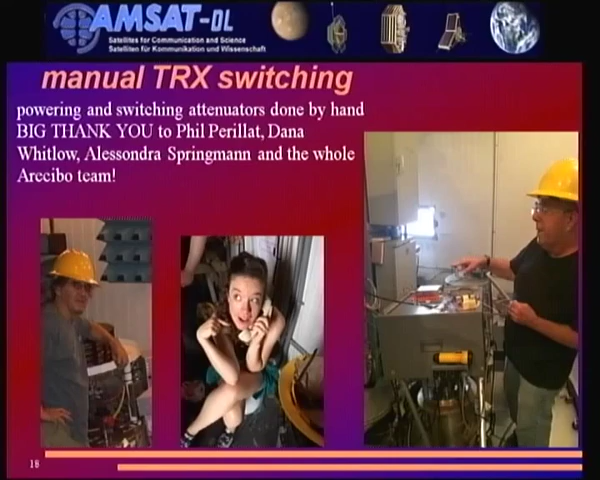 AMSAT-DL
Satellites for Communication and Science
Satelliten für Kommunikation und Wissenschaft
manual TRX switching
powering and switching attenuators done by hand
BIG THANK YOU to Phil Perillat, Dana
Whitlow, Alessondra Springmann and the whole
Arecibo team!
18